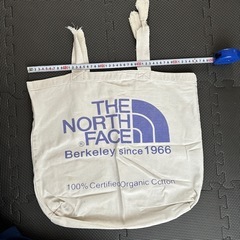 THE
NORTH
FACE
Berkeley since 1966
100% Certified Organic Cotton